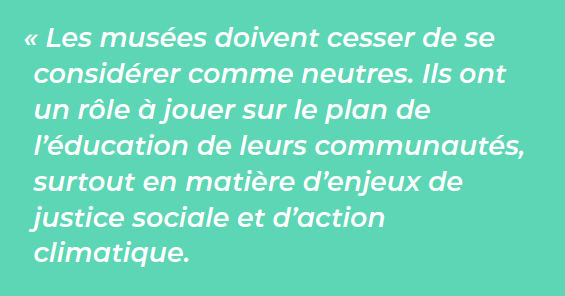 « Les musées doivent cesser de se
considérer comme neutres. Ils ont
un rôle à jouer sur le plan de
l’éducation de leurs communautés,
surtout en matière d’enjeux de
justice sociale et d’action
climatique.